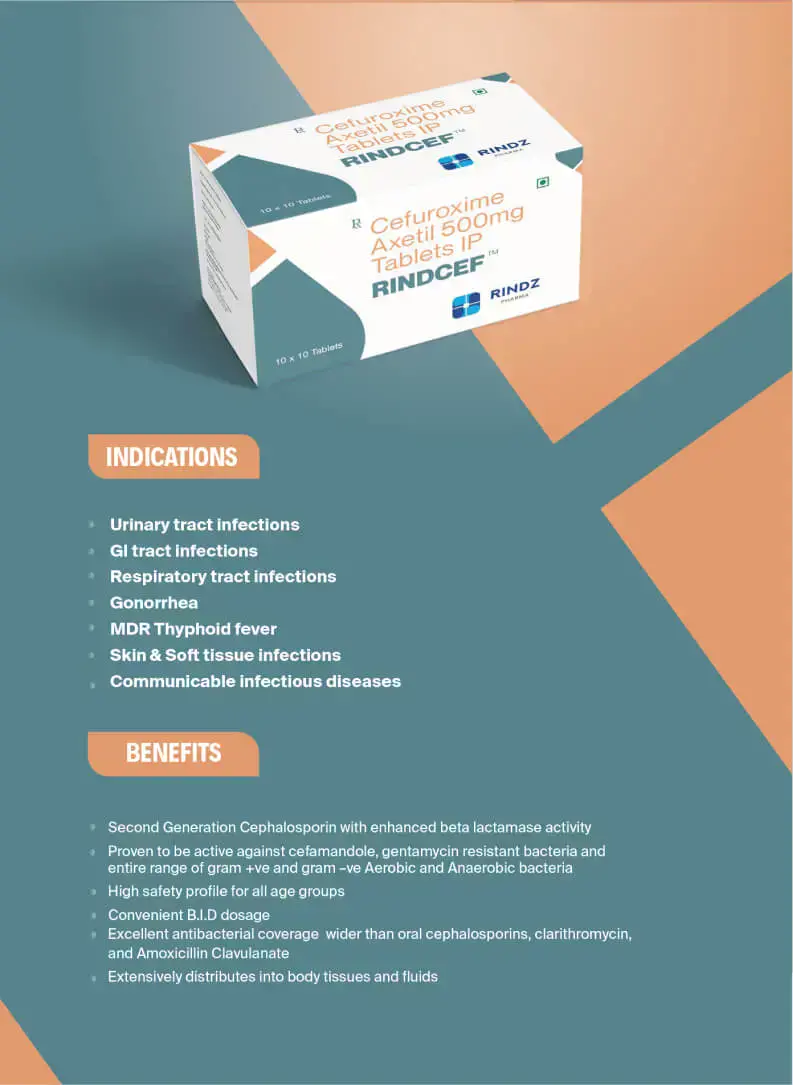 Cefuroxime
Axetil 500mg
Tablets IP
RINDCEF™
RINDZ
PHARMA
10 x 10 Tablets
Cefuroxime
Axetil 500mg
Tablets IP
RINDCEF™
RINDZ
PHARMA
10 x 10 Tablets
INDICATIONS
Urinary tract infections
GI tract infections
Respiratory tract infections
Gonorrhea
MDR Thyphoid fever
Skin & Soft tissue infections
Communicable infectious diseases
BENEFITS
Second Generation Cephalosporin with enhanced beta lactamase activity
Proven to be active against cefamandole, gentamycin resistant bacteria and
entire range of gram +ve and gram –ve Aerobic and Anaerobic bacteria
High safety profile for all age groups
Convenient B.I.D dosage
Excellent antibacterial coverage wider than oral cephalosporins, clarithromycin,
and Amoxicillin Clavulanate
Extensively distributes into body tissues and fluids